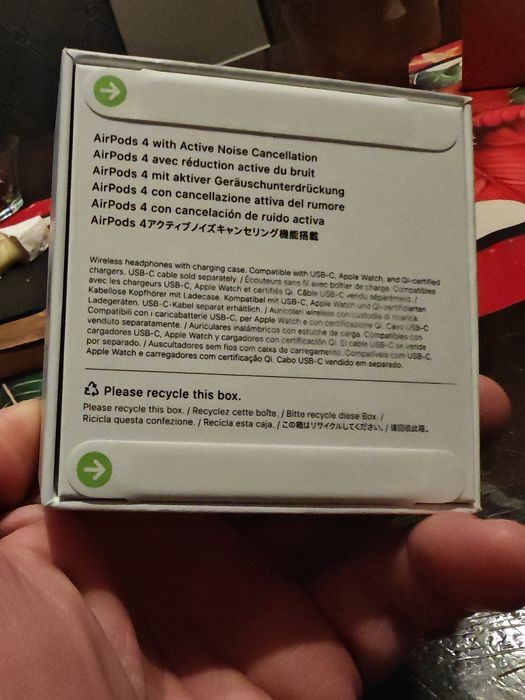 AirPods 4 with Active Noise Cancellation
AirPods 4 avec réduction active du bruit
AirPods 4 mit aktiver Geräuschunterdrückung
AirPods 4 con cancellazione attiva del rumore
AirPods 4 con cancelación de ruido activa
AirPods 4アクティブノイズキャンセリング機能搭載
Wireless headphones with charging case. Compatible with USB-C, Apple Watch, and Qi-certified
chargers. USB-C cable sold separately. / Écouteurs sans fil avec boîtier de charge. Compatibles
avec les chargeurs USB-C, Apple Watch et certifiés Qi. Câble USB-C vendu séparément. /
Kabellose Kopfhörer mit Ladecase. Kompatibel mit USB-C, Apple Watch und Qi-zertifizierten
Ladegeräten. USB-C-Kabel separat erhältlich. / Auricolari wireless con custodia di ricarica.
Compatibili con i caricabatterie USB-C, per Apple Watch e con certificazione Qi. Cavo USB-C
venduto separatamente. / Auriculares inalámbricos con estuche de carga. Compatibles con
cargadores USB-C, Apple Watch y cargadores con certificación Qi. El cable USB-C se vende
por separado. / Auscultadores sem fios com caixa de carregamento. Compatíveis com USB-C,
Apple Watch e carregadores com certificação Qi. Cabo USB-C vendido em separado.
Please recycle this box.
Please recycle this box. / Recyclez cette boîte. / Bitte recycle diese Box. /
Ricicla questa confezione. / Recicla esta caja. / この箱はリサイクルしてください。/ 请回收此箱。